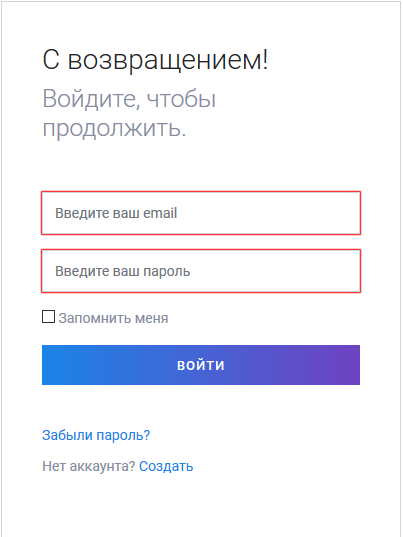 С возвращением!
Войдите, чтобы
продолжить.
Введите ваш email
Введите ваш пароль
Запомнить меня
ВОЙТИ
Забыли пароль?
Нет аккаунта? Создать